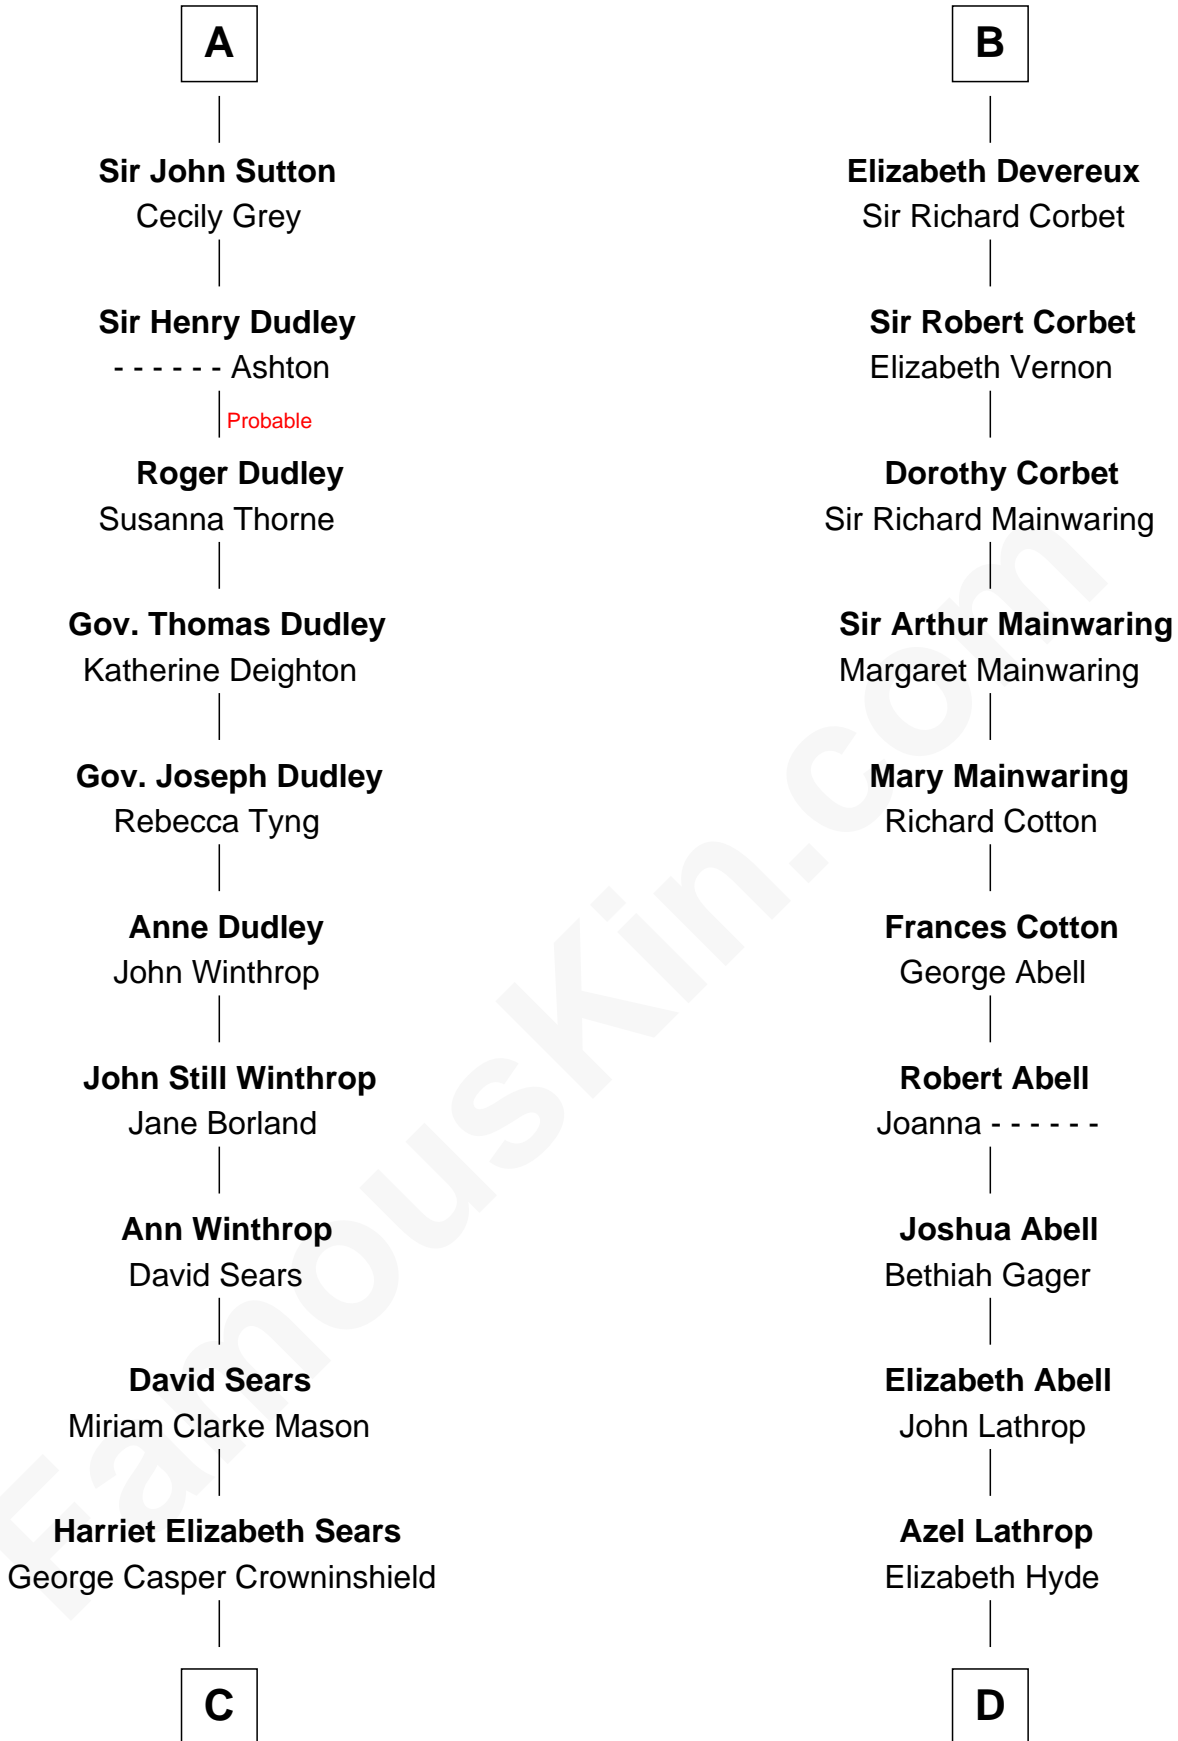 A
Sir John Sutton
Cecily Grey
Sir Henry Dudley
- - - - - - Ashton
Probable
Roger Dudley
Susanna Thorne
Gov. Thomas Dudley
Katherine Deighton
Gov. Joseph Dudley
Rebecca Tyng
Anne Dudley
John Winthrop
John Still Winthrop
Jane Borland
Ann Winthrop
David Sears
David Sears
Miriam Clarke Mason
Harriet Elizabeth Sears
George Casper Crowninshield
C
B
Elizabeth Devereux
Sir Richard Corbet
Sir Robert Corbet
Elizabeth Vernon
Dorothy Corbet
Sir Richard Mainwaring
Sir Arthur Mainwaring
Margaret Mainwaring
Mary Mainwaring
Richard Cotton
Frances Cotton
George Abell
Robert Abell
Joanna - - - - - -
Joshua Abell
Bethiah Gager
Elizabeth Abell
John Lathrop
Azel Lathrop
Elizabeth Hyde
D
FamousKin.com